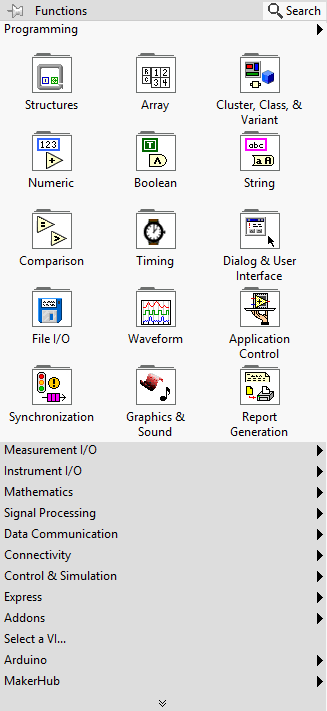 Functions
Search
Programming
Structures
Array
Cluster, Class, &
Variant
123
abc
Numeric
Boolean
String
Comparison
Timing
Dialog & User
Interface
File I/O
Waveform
Application
Control
Synchronization
Graphics &
Sound
Report
Generation
Measurement I/O
Instrument I/O
Mathematics
Signal Processing
Data Communication
Connectivity
Control & Simulation
Express
Addons
Select a VI...
Arduino
MakerHub